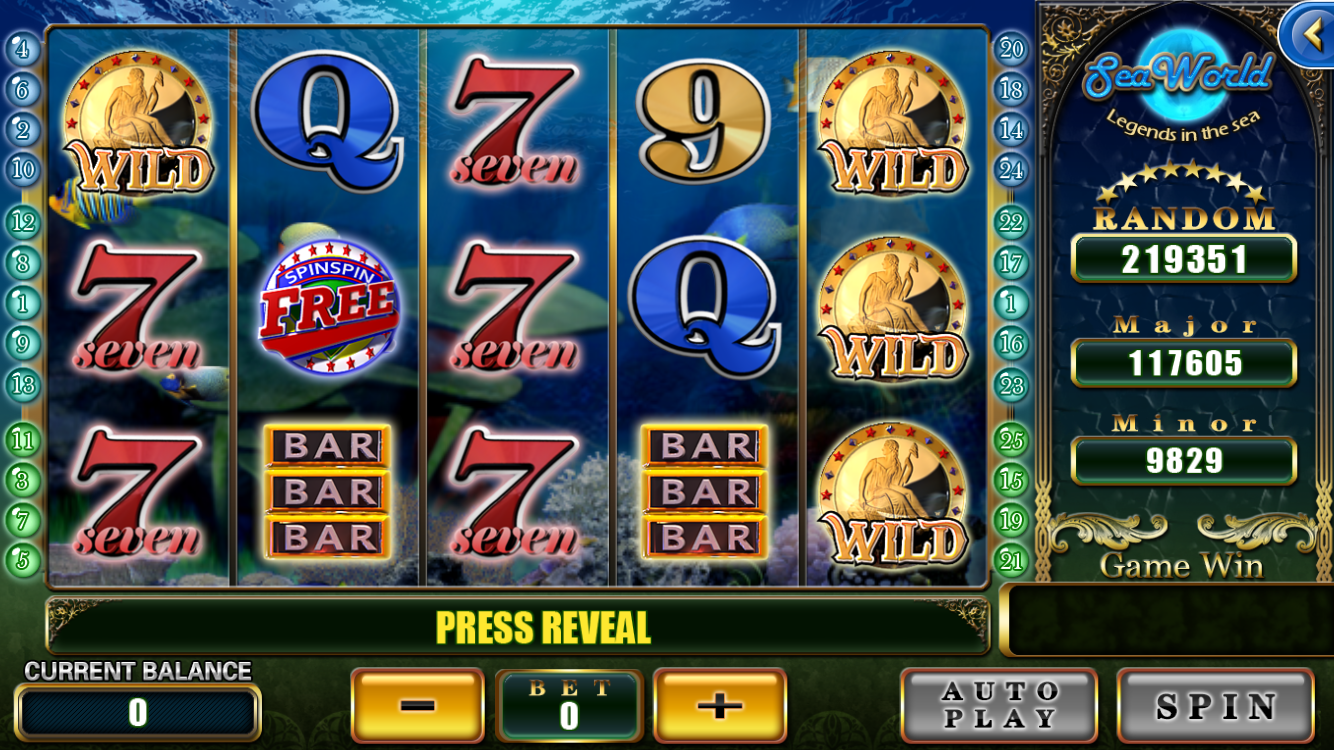 4
6
2
10
12
8
1
9
13
11
3
7
5
WILD
Q
7 seven
9
WILD
7 seven
SPINSPIN
FREE
7 seven
Q
WILD
7 seven
BAR
BAR
BAR
7 seven
BAR
BAR
BAR
WILD
20
18
14
24
22
17
1
16
23
25
15
19
21
Sea World
Legends in the sea
RANDOM
219351
Major
117605
Minor
9829
Game Win
PRESS REVEAL
CURRENT BALANCE
0
−
BET
0
+
AUTO
PLAY
SPIN